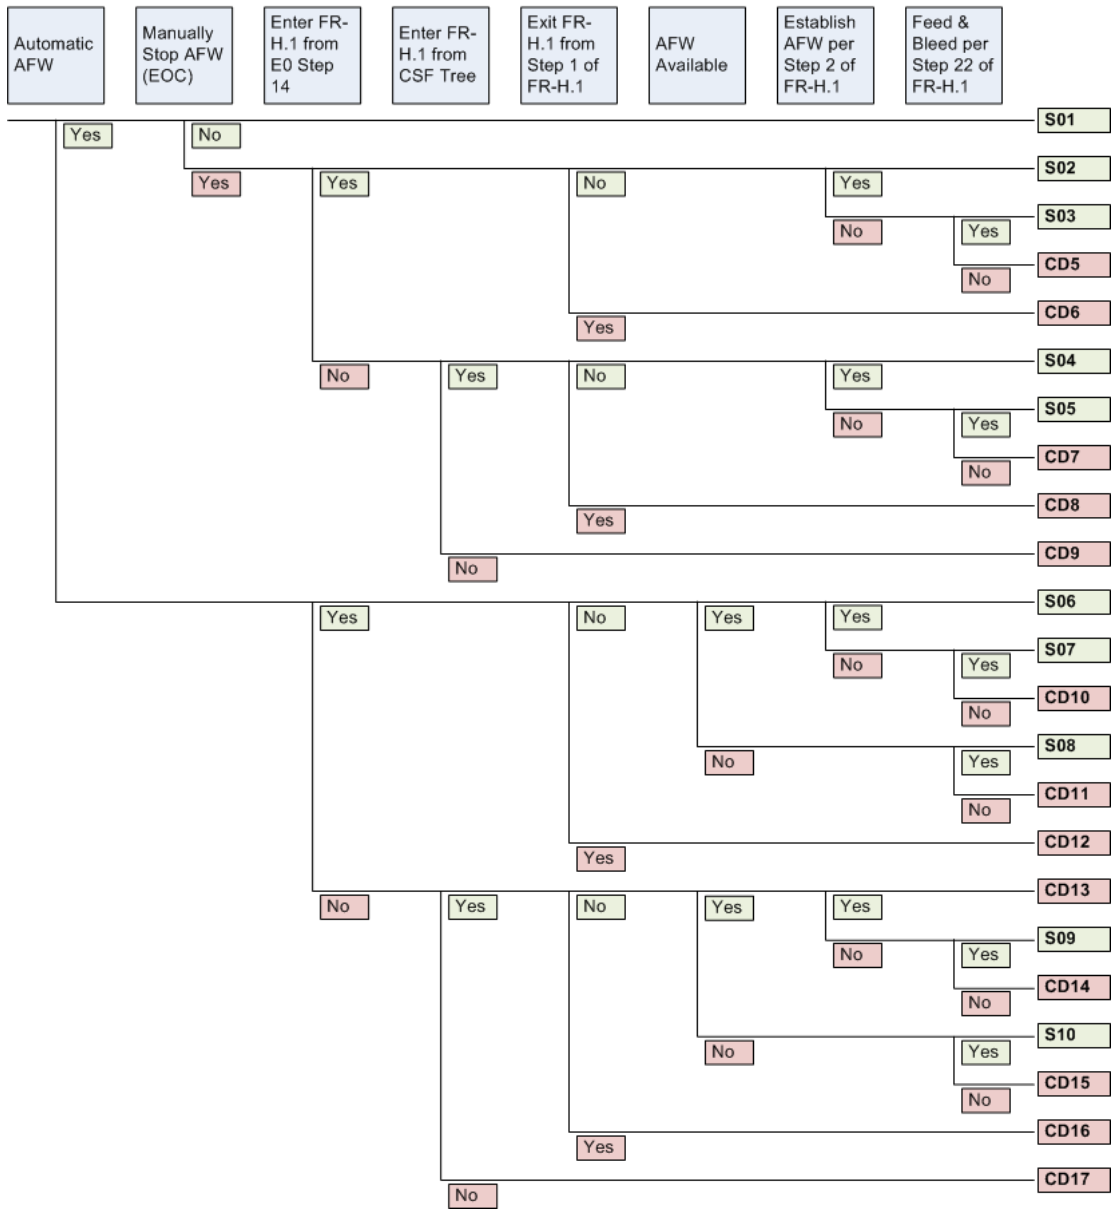 Automatic
AFW
Manually
Stop AFW
(EOC)
Enter FR-
H.1 from
E0 Step
14
Enter FR-
H.1 from
CSF Tree
Exit FR-
H.1 from
Step 1 of
FR-H.1
AFW
Available
Establish
AFW per
Step 2 of
FR-H.1
Feed &
Bleed per
Step 22 of
FR-H.1
S01
Yes
No
S02
Yes
Yes
No
Yes
S03
No
Yes
CD5
No
CD6
Yes
S04
No
Yes
No
Yes
S05
No
Yes
CD7
No
CD8
Yes
CD9
No
S06
Yes
No
Yes
Yes
S07
No
Yes
CD10
No
S08
No
Yes
CD11
No
CD12
Yes
CD13
No
Yes
No
Yes
Yes
S09
No
Yes
CD14
No
S10
No
Yes
CD15
No
CD16
Yes
CD17
No